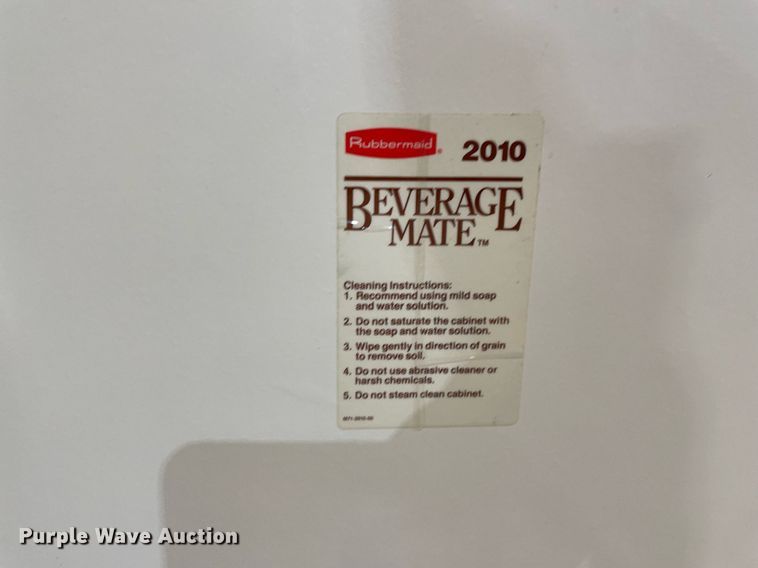 Rubbermaid® 2010
BEVERAGE
MATE™
Cleaning Instructions:
1. Recommend using mild soap
and water solution.
2. Do not saturate the cabinet with
the soap and water solution.
3. Wipe gently in direction of grain
to remove soil.
4. Do not use abrasive cleaner or
harsh chemicals.
5. Do not steam clean cabinet.
Purple Wave Auction